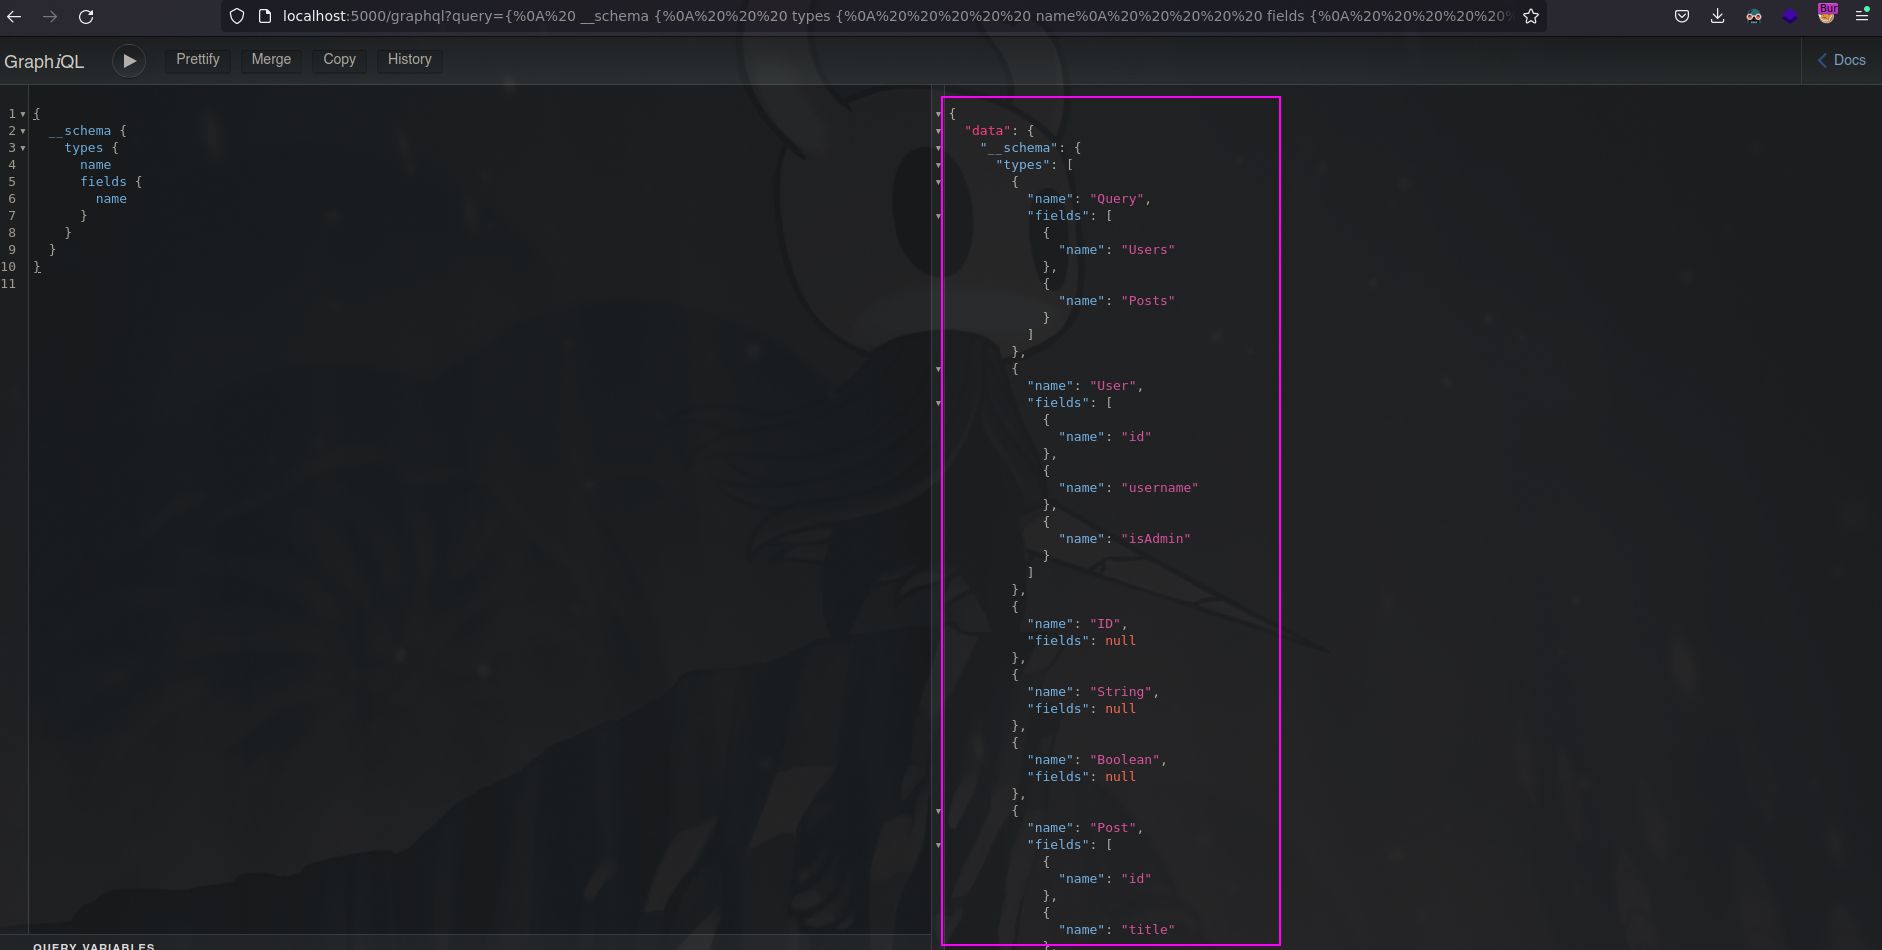 localhost:5000/graphql?query={%0A%20 __schema {%0A%20%20%20 types {%0A%20%20%20%20%20 name%0A%20%20%20%20%20 fields {%0A%20%20%20%20%20%
Bur
GraphiQL
Prettify
Merge
Copy
History
Docs
1 {
2 __schema {
3 types {
4 name
5 fields {
6 name
7 }
8 }
9 }
10 }
11
QUERY VARIABLES
{
"data": {
"__schema": {
"types": [
{
"name": "Query",
"fields": [
{
"name": "Users"
},
{
"name": "Posts"
}
]
},
{
"name": "User",
"fields": [
{
"name": "id"
},
{
"name": "username"
},
{
"name": "isAdmin"
}
]
},
{
"name": "ID",
"fields": null
},
{
"name": "String",
"fields": null
},
{
"name": "Boolean",
"fields": null
},
{
"name": "Post",
"fields": [
{
"name": "id"
},
{
"name": "title"
},